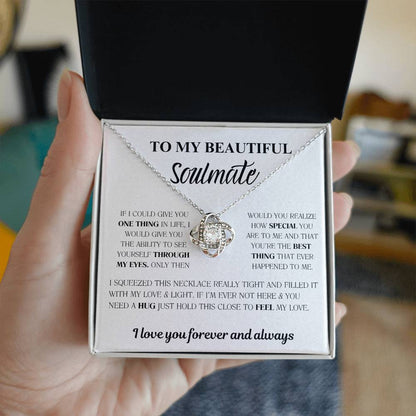 TO MY BEAUTIFUL
Soulmate
IF I COULD GIVE YOU
ONE THING IN LIFE, I
WOULD GIVE YOU
THE ABILITY TO SEE
YOURSELF THROUGH
MY EYES. ONLY THEN
WOULD YOU REALIZE
HOW SPECIAL YOU
ARE TO ME AND THAT
YOU'RE THE BEST
THING THAT EVER
HAPPENED TO ME.
I SQUEEZED THIS NECKLACE REALLY TIGHT AND FILLED IT
WITH MY LOVE & LIGHT. IF I'M EVER NOT HERE & YOU
NEED A HUG JUST HOLD THIS CLOSE TO FEEL MY LOVE.
I love you forever and always